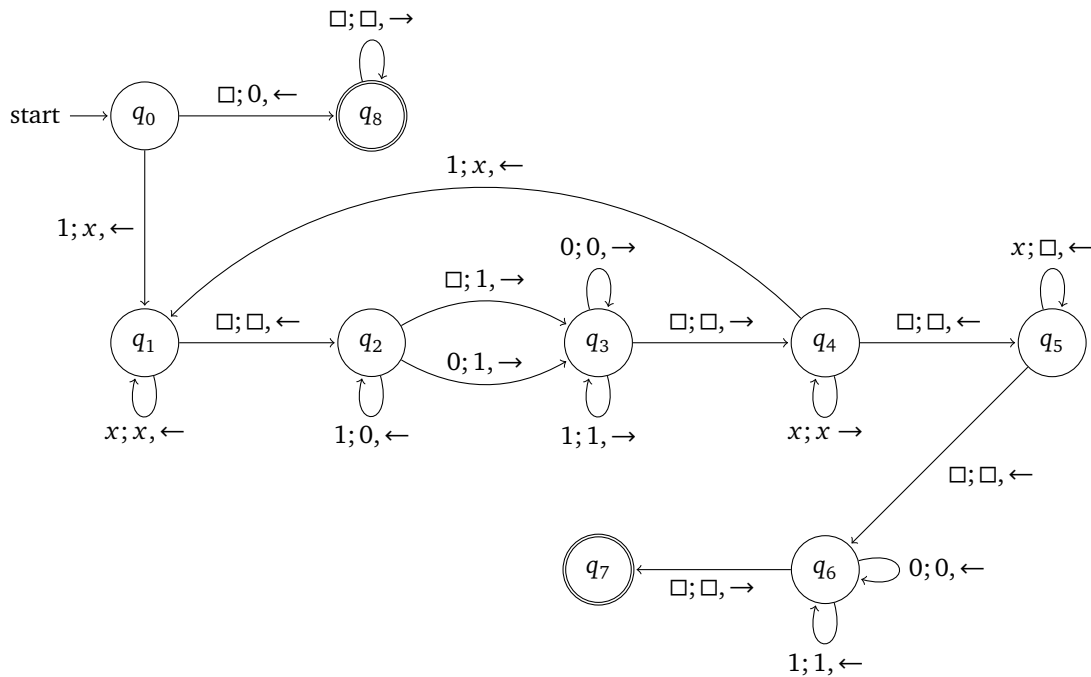 □; □, →
start q₀ □; 0, ← q₈
1; x, ←
1; x, ←
0; 0, →
□; 1, →
x; □, ←
q₁ □; □, ← q₂ q₃ □; □, → q₄ □; □, ← q₅
0; 1, →
x; x, ← 1; 0, ← 1; 1, → x; x →
□; □, ←
q₇ □; □, → q₆ 0; 0, ←
1; 1, ←